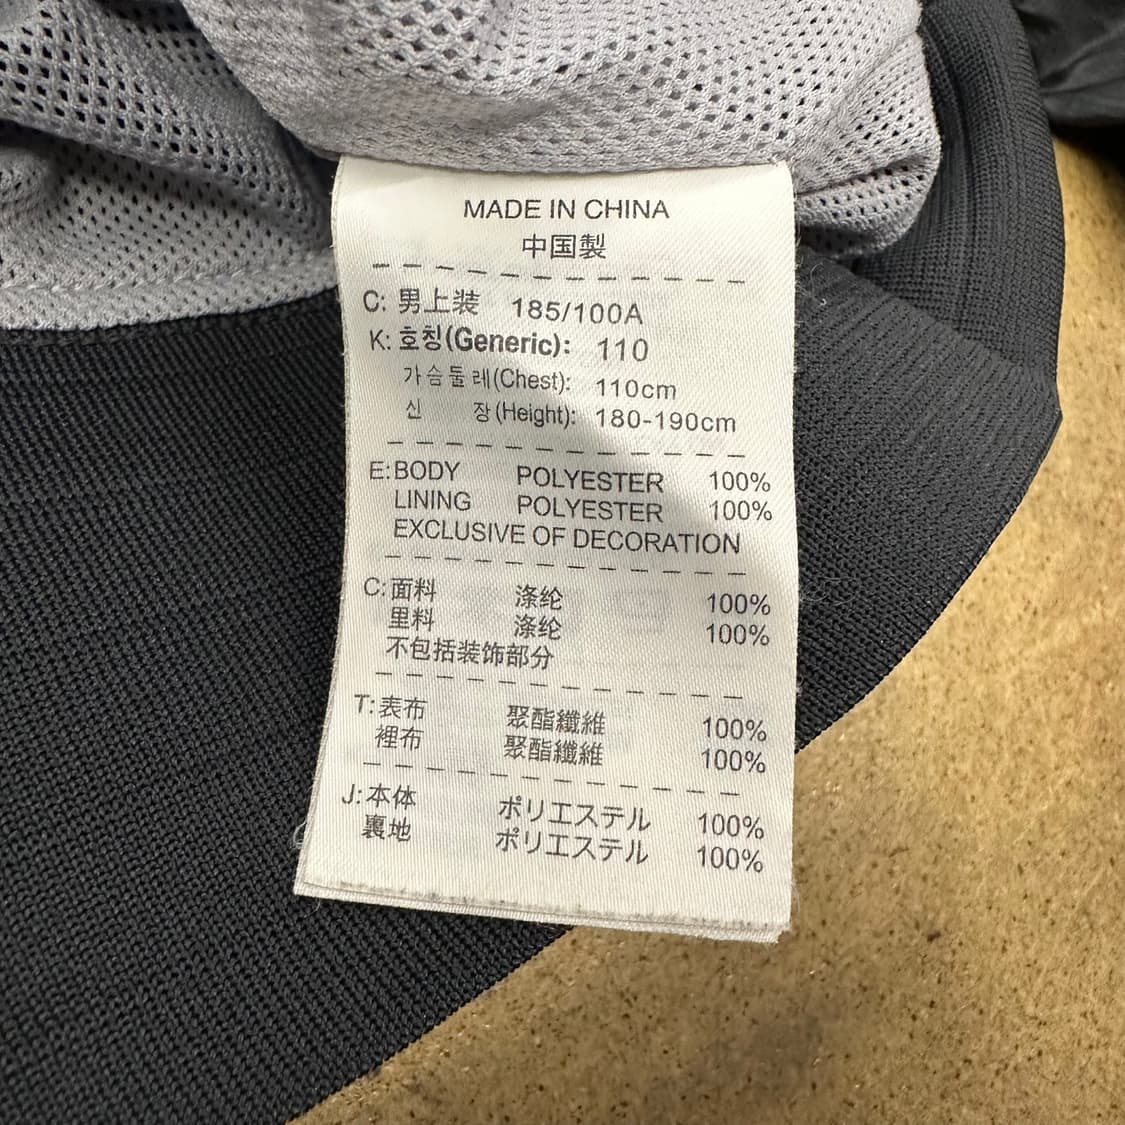 MADE IN CHINA
中国製
C: 男上装 185/100A
K: 호칭(Generic): 110
가슴둘레(Chest): 110cm
신 장(Height): 180-190cm
E:BODY POLYESTER 100%
LINING POLYESTER 100%
EXCLUSIVE OF DECORATION
C:面料 涤纶 100%
里料 涤纶 100%
不包括装饰部分
T:表布 聚酯纖維 100%
裡布 聚酯纖維 100%
J:本体 ポリエステル 100%
裏地 ポリエステル 100%